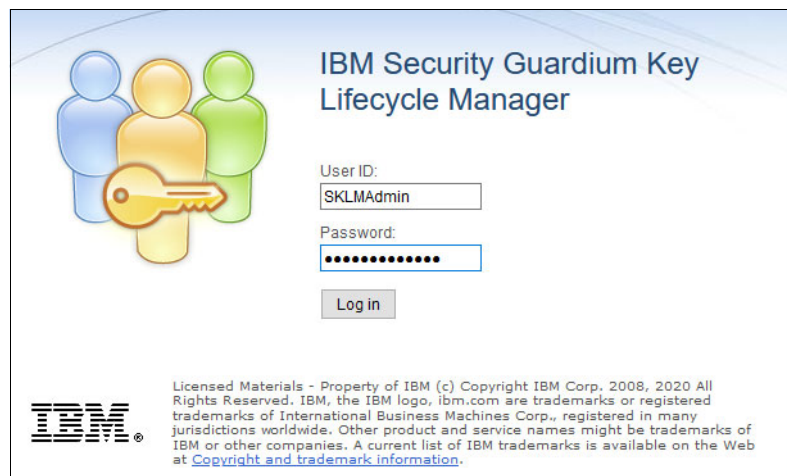 IBM Security Guardium Key
Lifecycle Manager
User ID:
SKLMAdmin
Password:
•••••••••••••
Log in
Licensed Materials - Property of IBM (c) Copyright IBM Corp. 2008, 2020 All
Rights Reserved. IBM, the IBM logo, ibm.com are trademarks or registered
trademarks of International Business Machines Corp., registered in many
jurisdictions worldwide. Other product and service names might be trademarks of
IBM or other companies. A current list of IBM trademarks is available on the Web
at Copyright and trademark information.
IBM®